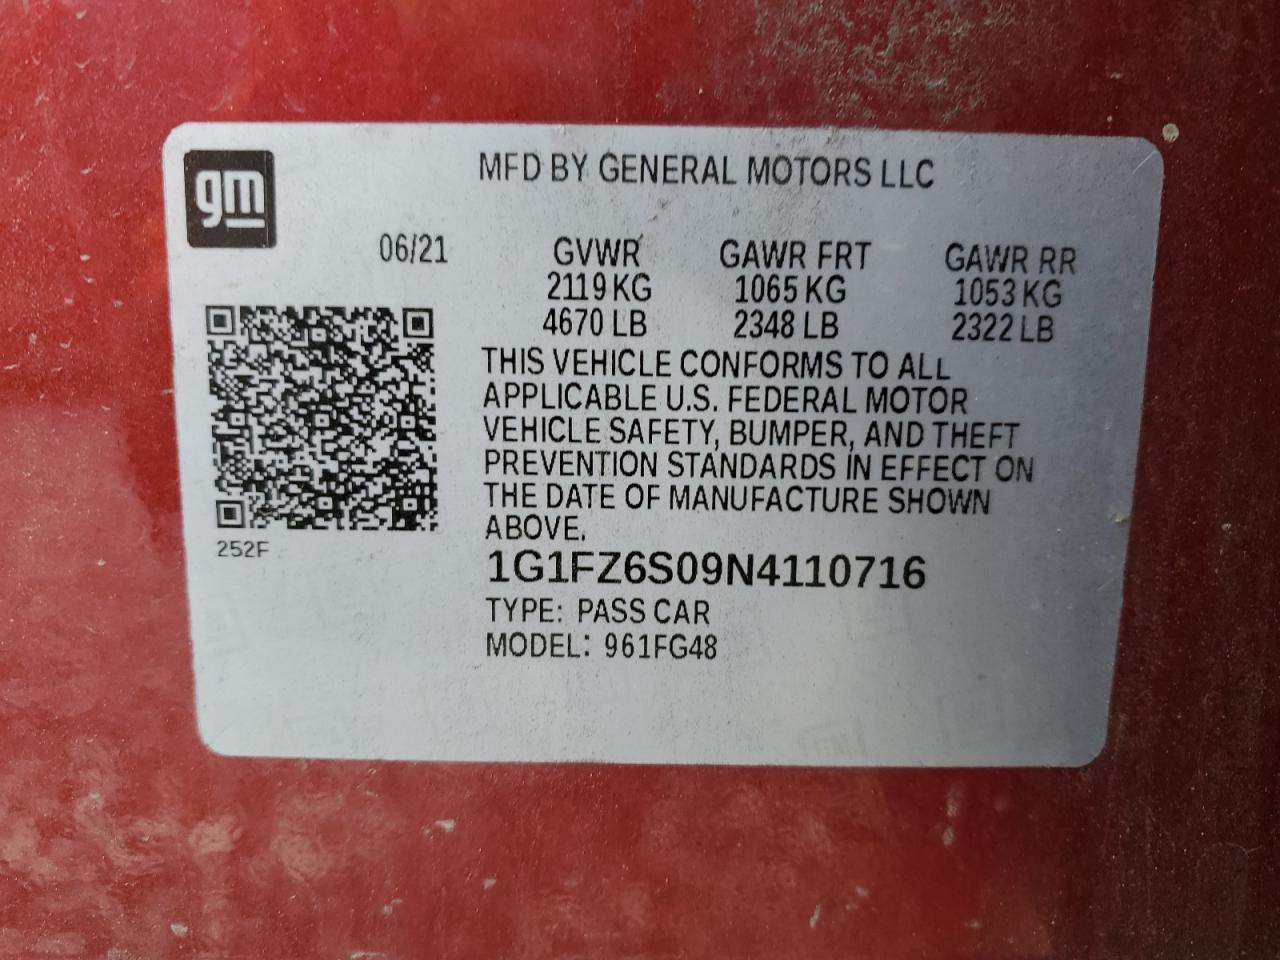 gm
MFD BY GENERAL MOTORS LLC
06/21 GVWR GAWR FRT GAWR RR
2119 KG 1065 KG 1053 KG
4670 LB 2348 LB 2322 LB
THIS VEHICLE CONFORMS TO ALL
APPLICABLE U.S. FEDERAL MOTOR
VEHICLE SAFETY, BUMPER, AND THEFT
PREVENTION STANDARDS IN EFFECT ON
THE DATE OF MANUFACTURE SHOWN
ABOVE.
252F
1G1FZ6S09N4110716
TYPE: PASS CAR
MODEL: 961FG48
GM